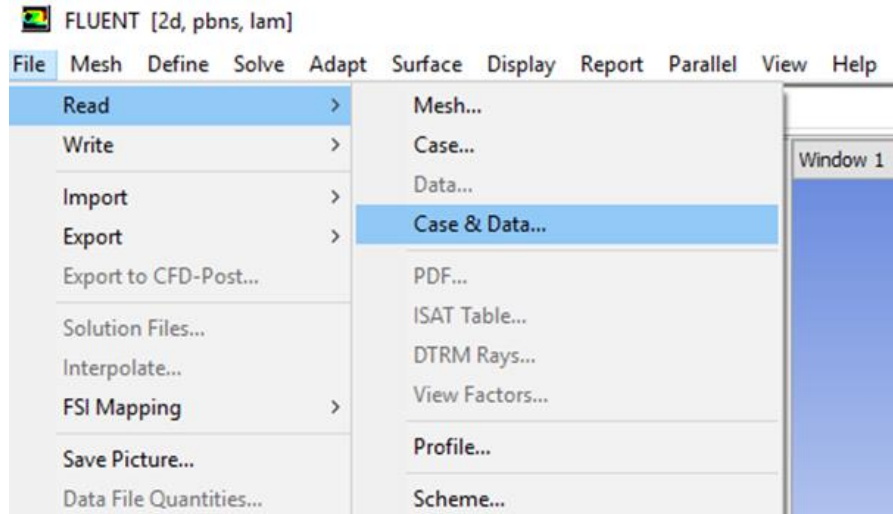 FLUENT [2d, pbns, lam]
File Mesh Define Solve Adapt Surface Display Report Parallel View Help
Read >
Write >
Import >
Export >
Export to CFD-Post...
Solution Files...
Interpolate...
FSI Mapping >
Save Picture...
Data File Quantities...
Mesh...
Case...
Data...
Case & Data...
PDF...
ISAT Table...
DTRM Rays...
View Factors...
Profile...
Scheme...
Window 1